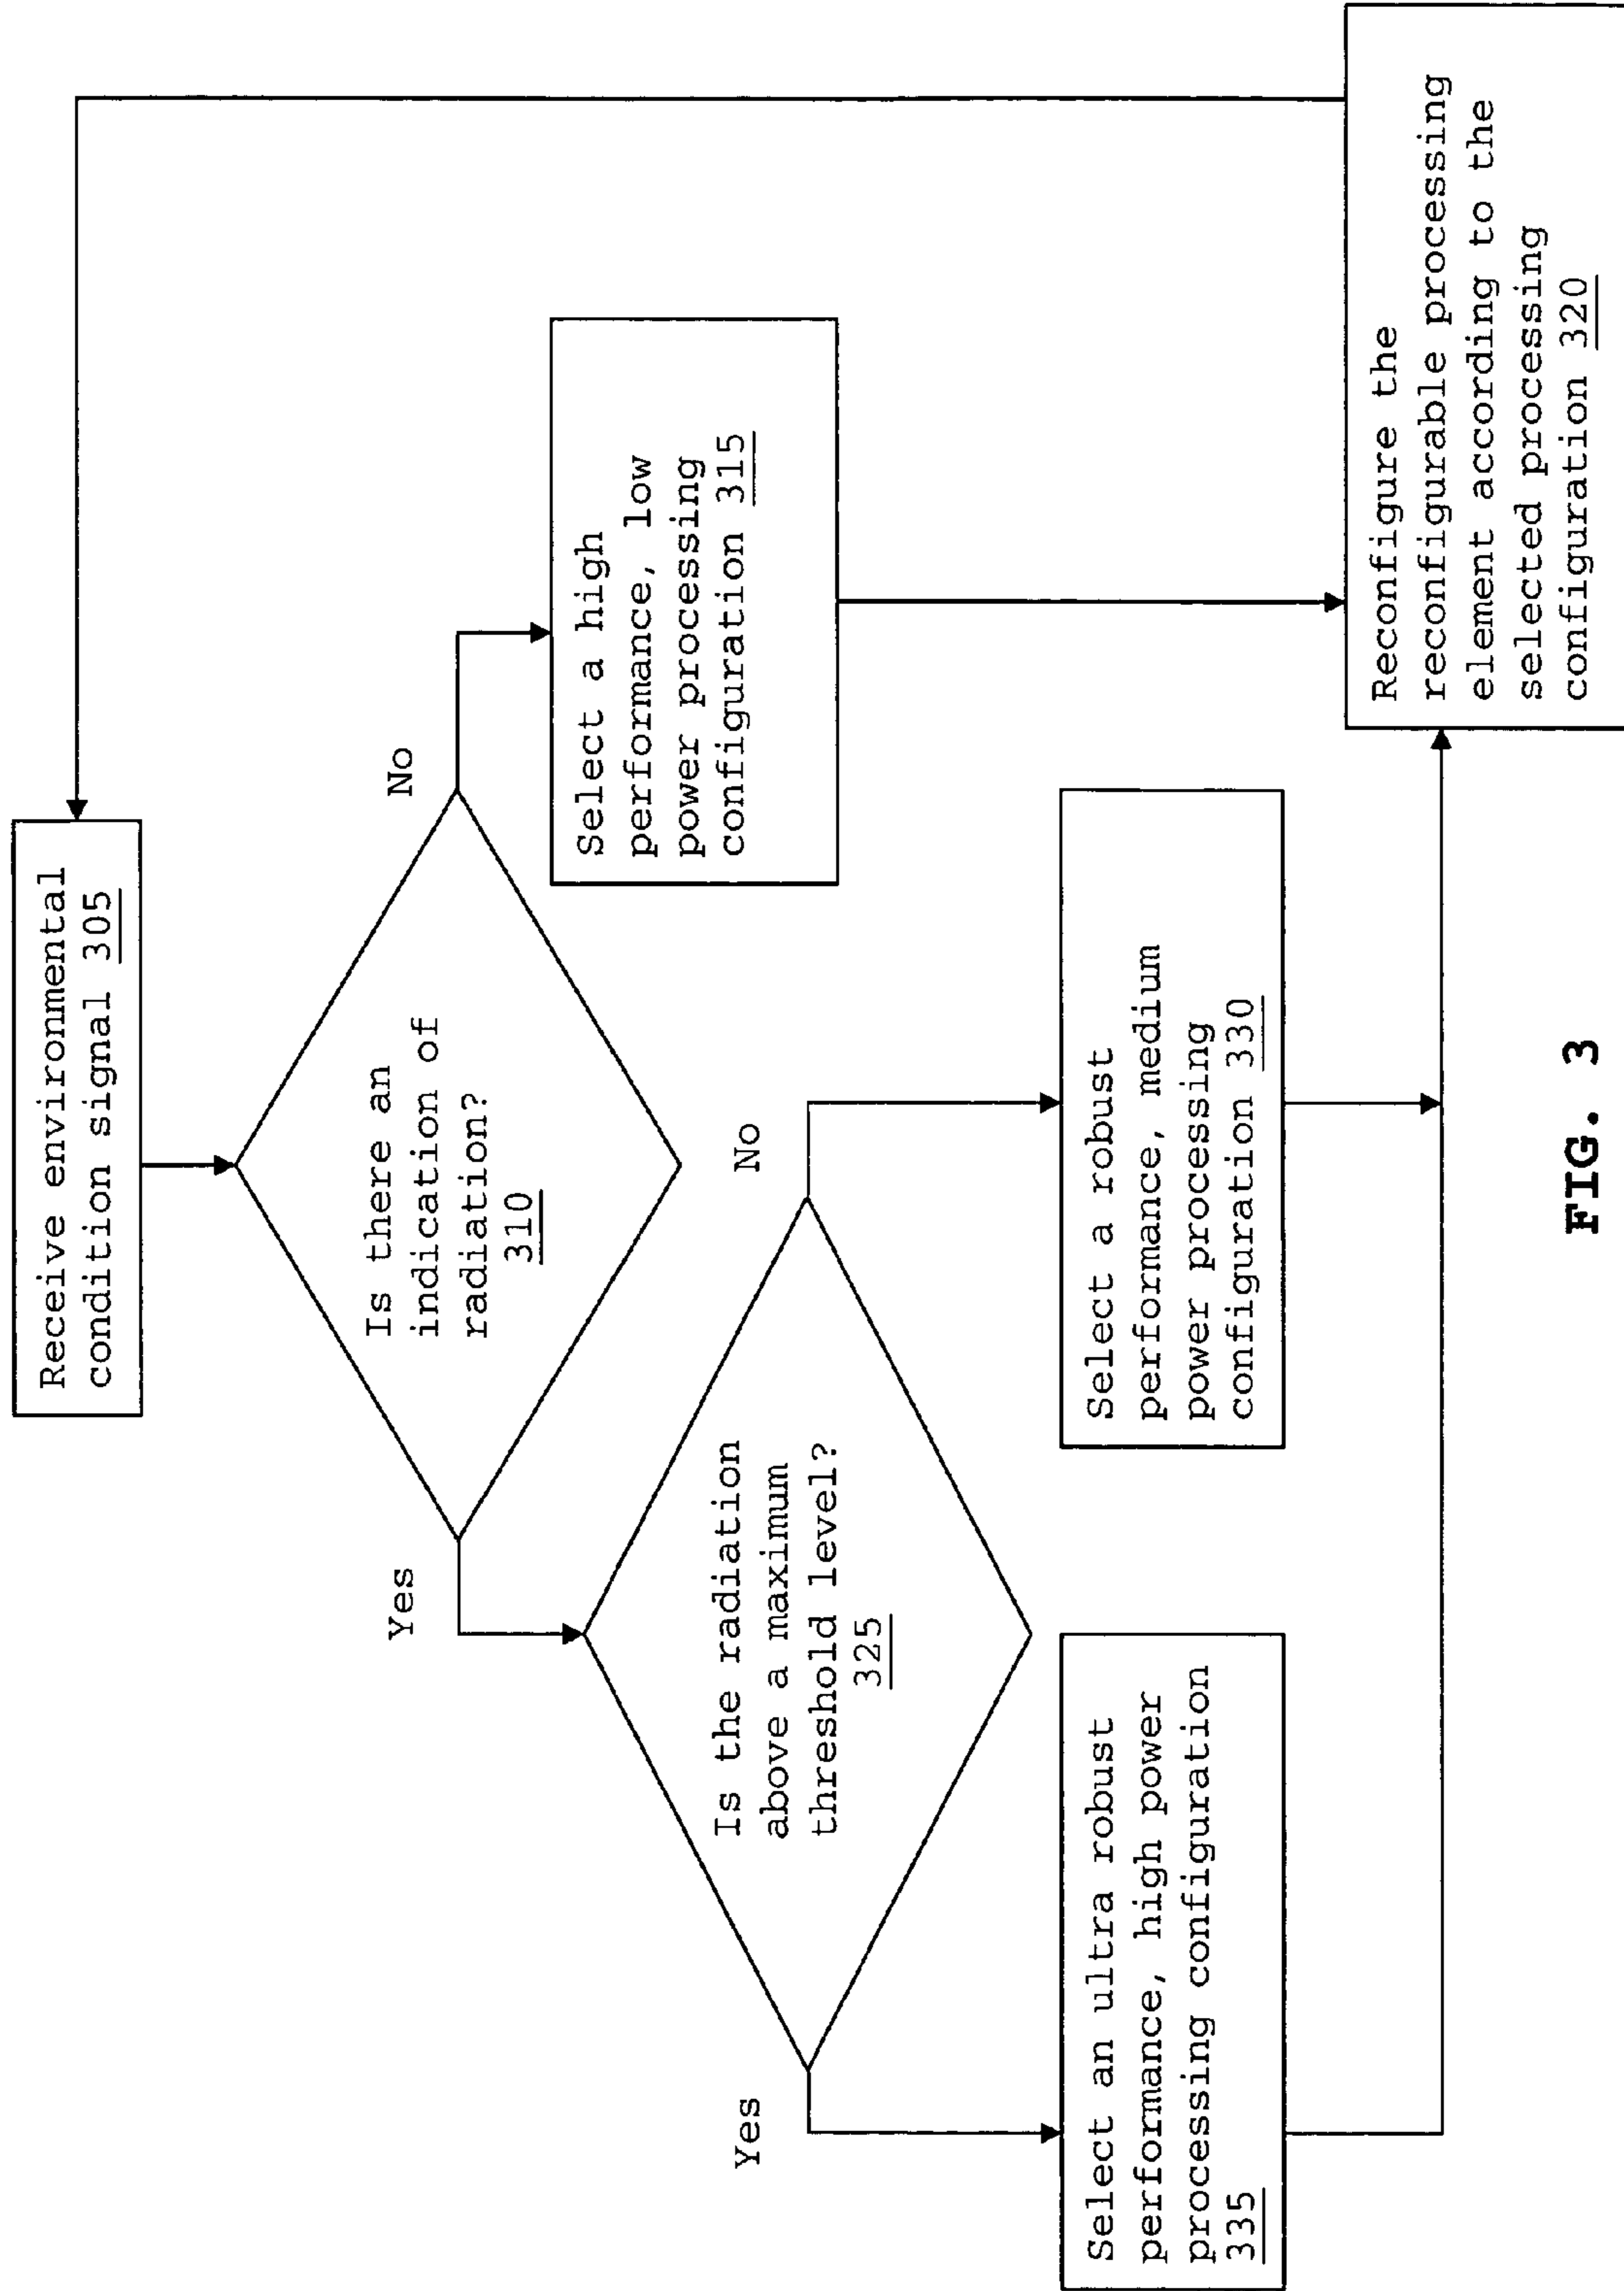 Receive environmental
condition signal 305
Is there an
indication of
radiation?
310
Yes
No
Select a high
performance, low
power processing
configuration 315
Is the radiation
above a maximum
threshold level?
325
Yes
No
Select an ultra robust
performance, high power
processing configuration
335
Select a robust
performance, medium
power processing
configuration 330
Reconfigure the
reconfigurable processing
element according to the
selected processing
configuration 320
FIG. 3